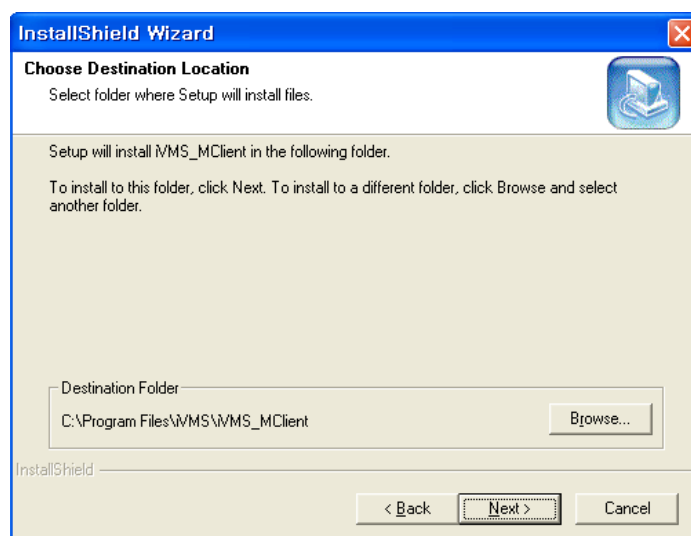 InstallShield Wizard
Choose Destination Location
Select folder where Setup will install files.
Setup will install iVMS_MClient in the following folder.
To install to this folder, click Next. To install to a different folder, click Browse and select
another folder.
Destination Folder
C:\Program Files\iVMS\iVMS_MClient
Browse...
InstallShield
< Back
Next >
Cancel